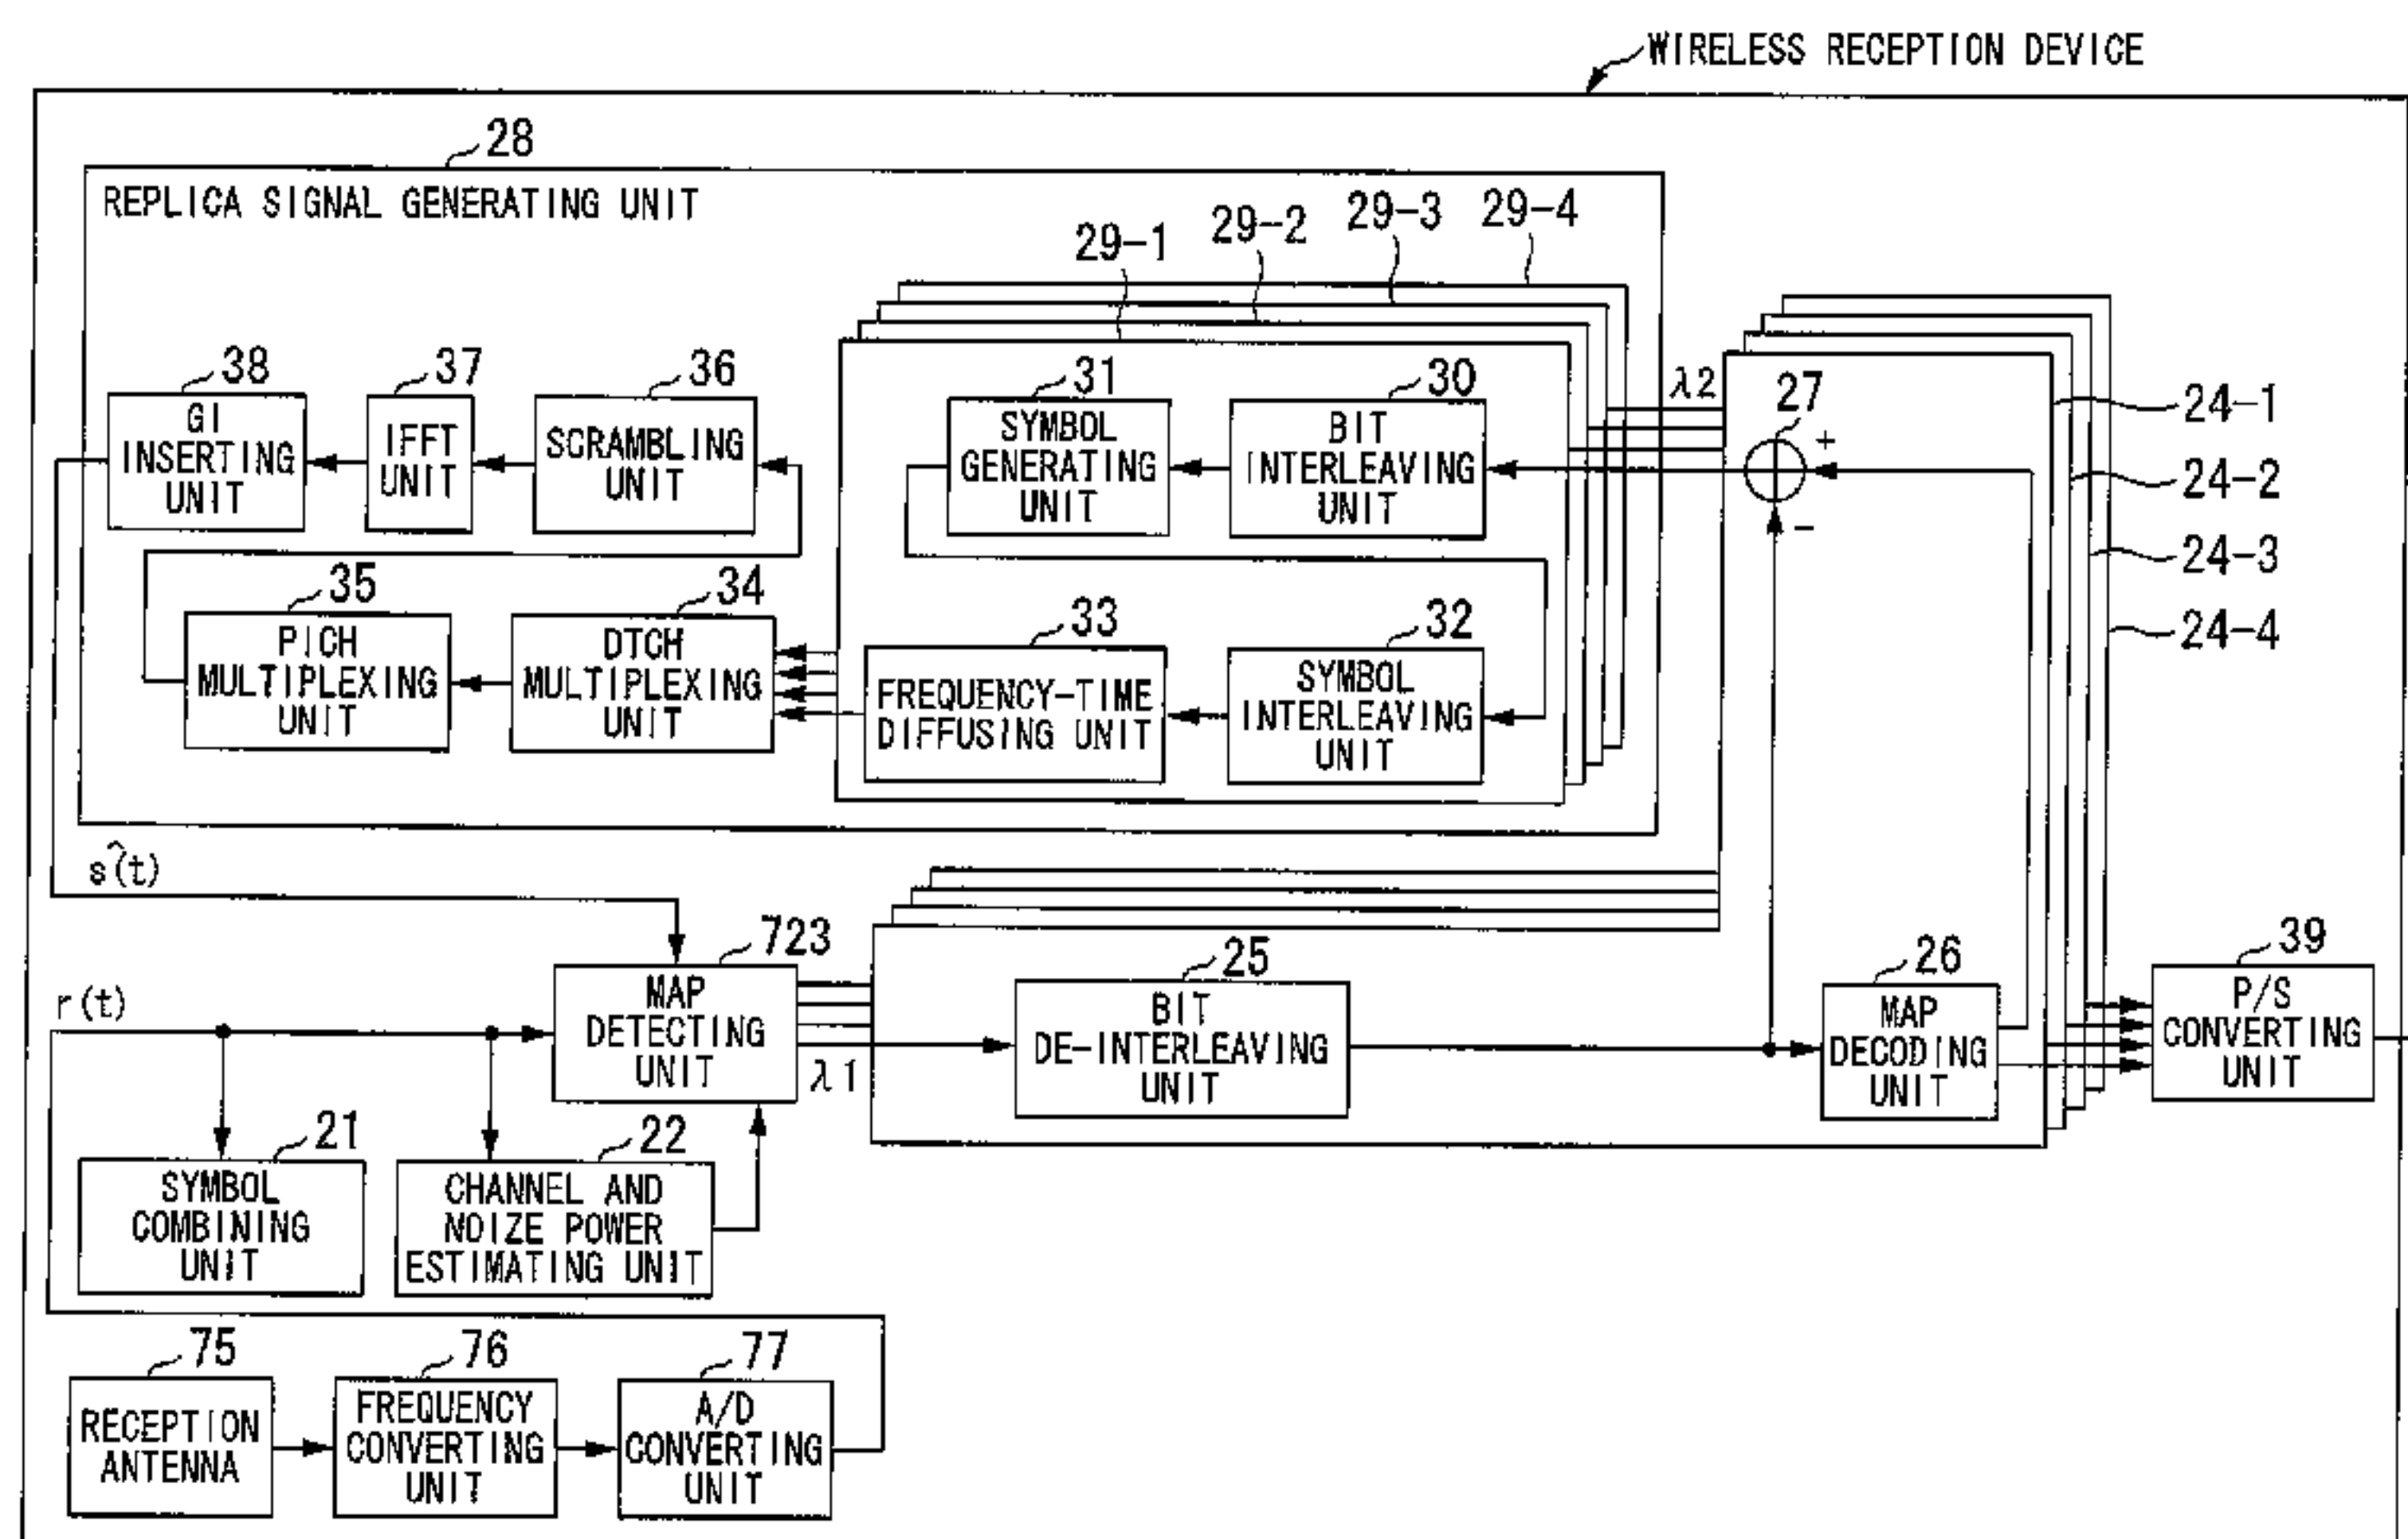 WIRELESS RECEPTION DEVICE
28
REPLICA SIGNAL GENERATING UNIT
29-1
29-2
29-3
29-4
38
GI
INSERTING
UNIT
37
IFFT
UNIT
36
SCRAMBLING
UNIT
31
SYMBOL
GENERATING
UNIT
30
BIT
INTERLEAVING
UNIT
λ2
27
+
-
24-1
24-2
24-3
24-4
35
PICH
MULTIPLEXING
UNIT
34
DTCH
MULTIPLEXING
UNIT
33
FREQUENCY-TIME
DIFFUSING UNIT
32
SYMBOL
INTERLEAVING
UNIT
s^(t)
r(t)
723
MAP
DETECTING
UNIT
λ1
25
BIT
DE-INTERLEAVING
UNIT
26
MAP
DECODING
UNIT
39
P/S
CONVERTING
UNIT
21
SYMBOL
COMBINING
UNIT
22
CHANNEL AND
NOIZE POWER
ESTIMATING UNIT
75
RECEPTION
ANTENNA
76
FREQUENCY
CONVERTING
UNIT
77
A/D
CONVERTING
UNIT